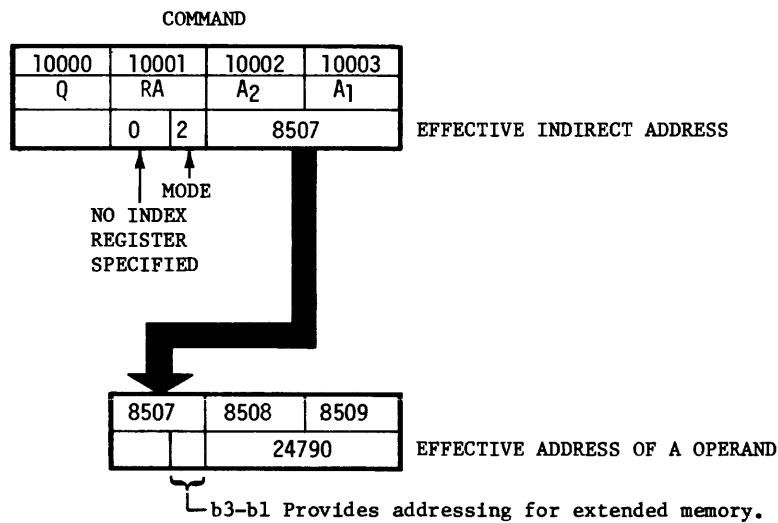 COMMAND
10000 10001 10002 10003
Q RA A2 A1
0 2 8507 EFFECTIVE INDIRECT ADDRESS
MODE
NO INDEX
REGISTER
SPECIFIED
8507 8508 8509
24790 EFFECTIVE ADDRESS OF A OPERAND
b3-b1 Provides addressing for extended memory.